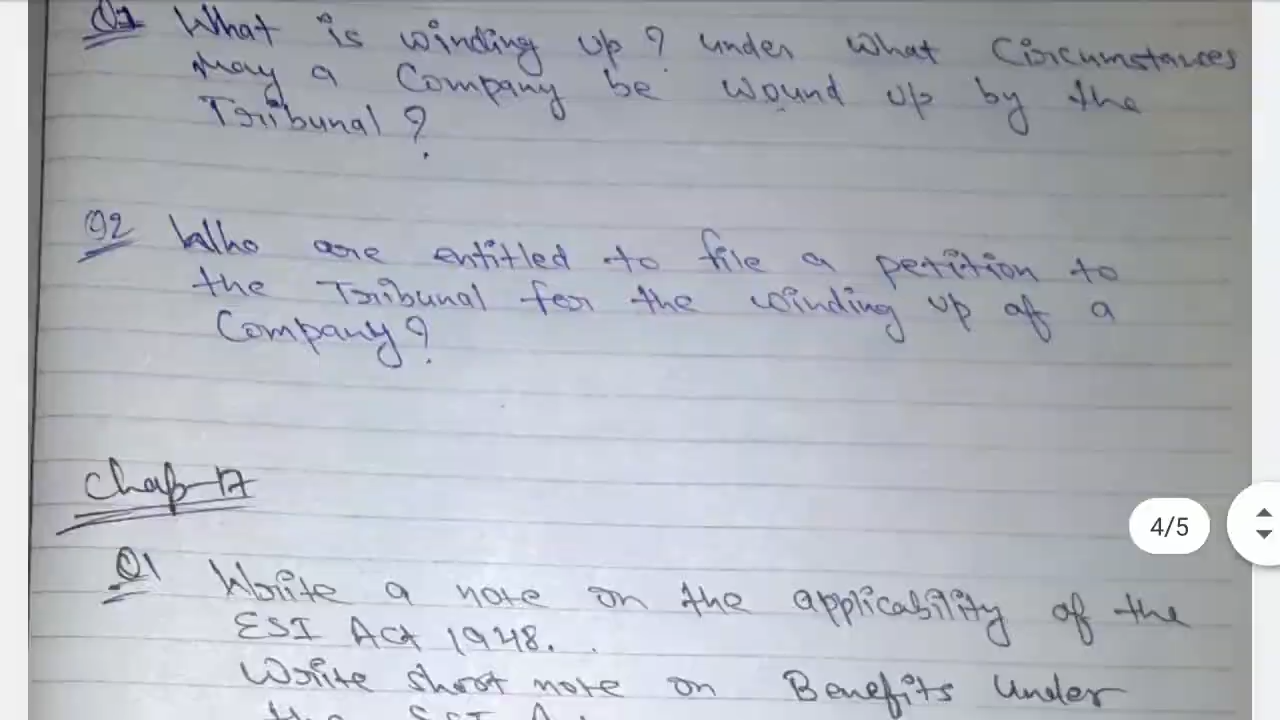 Q1 What is winding up? under what Circumstances
may a Company be wound up by the
Tribunal?
Q2 Who are entitled to file a petition to
the Tribunal for the winding up of a
Company?
Chap-17
4/5
Q1 Write a note on the applicability of the
ESI Act 1948.
Write short note on Benefits under
the ESI A